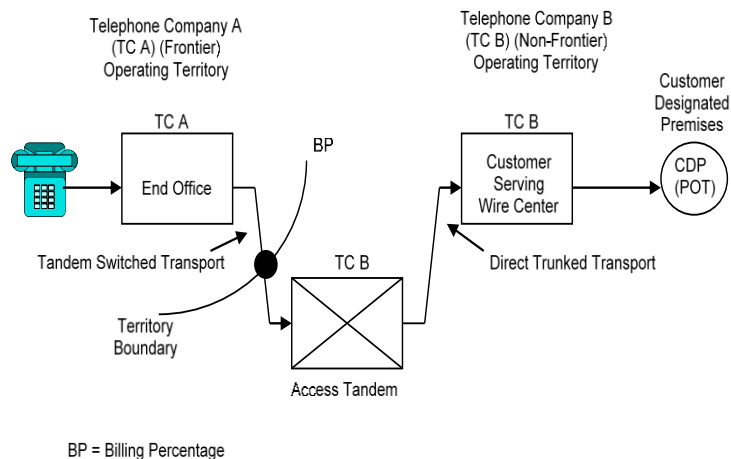 Telephone Company A
(TC A) (Frontier)
Operating Territory
Telephone Company B
(TC B) (Non-Frontier)
Operating Territory
Customer
Designated
Premises
TC A
End Office
BP
TC B
Customer
Serving
Wire Center
CDP
(POT)
Tandem Switched Transport
TC B
Direct Trunked Transport
Territory
Boundary
Access Tandem
BP = Billing Percentage